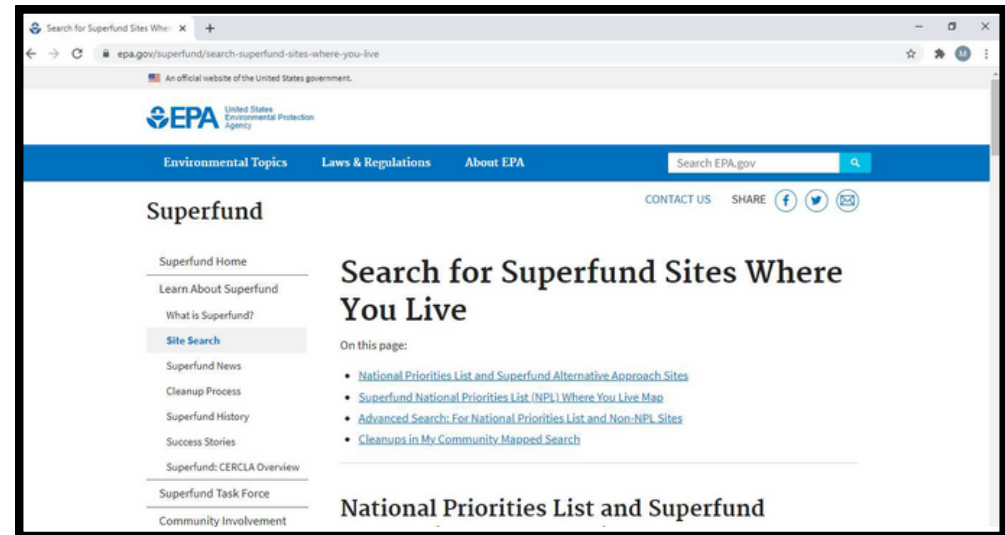 Search for Superfund Sites Whe
epa.gov/superfund/search-superfund-sites-where-you-live
M
An official website of the United States government.
EPA
United States
Environmental Protection
Agency
Environmental Topics
Laws & Regulations
About EPA
Search EPA.gov
CONTACT US
SHARE
Superfund
Superfund Home
Learn About Superfund
What is Superfund?
Site Search
Superfund News
Cleanup Process
Superfund History
Success Stories
Superfund: CERCLA Overview
Superfund Task Force
Community Involvement
Search for Superfund Sites Where
You Live
On this page:
National Priorities List and Superfund Alternative Approach Sites
Superfund National Priorities List (NPL) Where You Live Map
Advanced Search: For National Priorities List and Non-NPL Sites
Cleanups in My Community Mapped Search
National Priorities List and Superfund